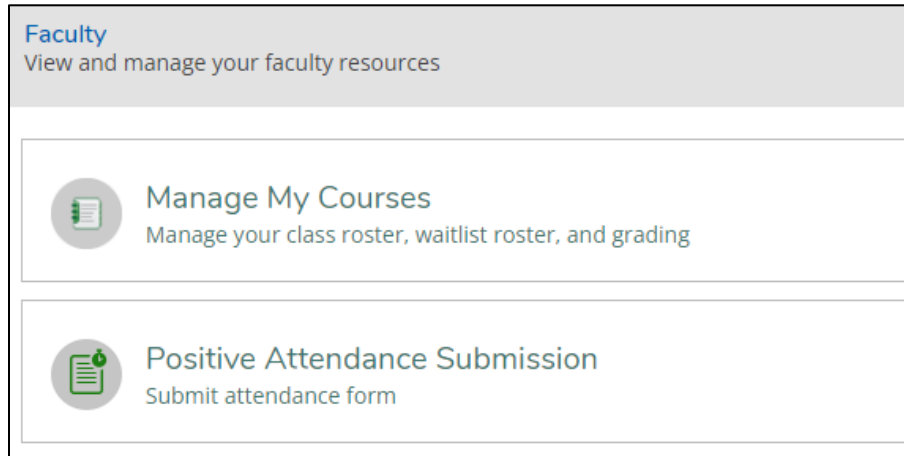 Faculty
View and manage your faculty resources
Manage My Courses
Manage your class roster, waitlist roster, and grading
Positive Attendance Submission
Submit attendance form